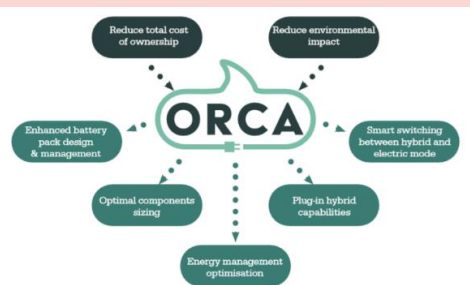 Reduce total cost
of ownership
Reduce environmental
impact
ORCA
Enhanced battery
pack design
& management
Smart switching
between hybrid and
electric mode
Optimal components
sizing
Plug-in hybrid
capabilities
Energy management
optimisation